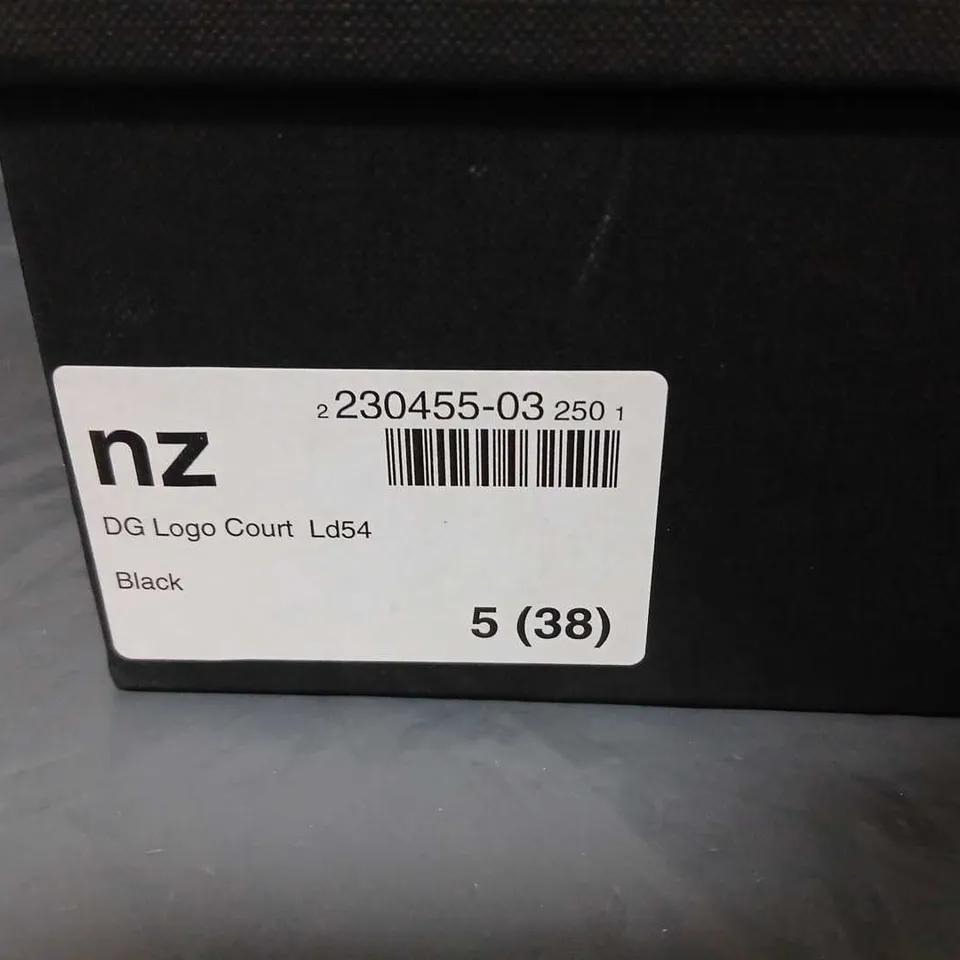 2 230455-03 250 1
nz
DG Logo Court Ld54
Black
5 (38)